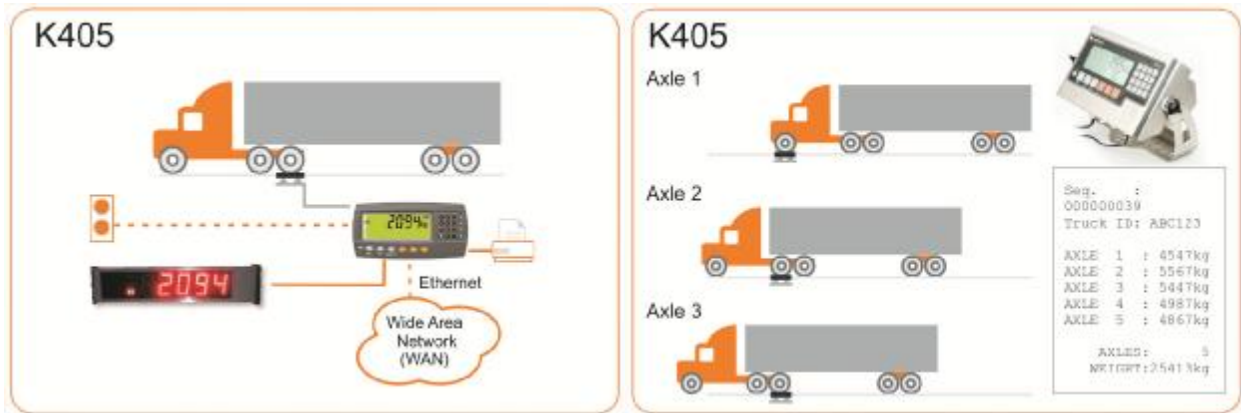 K405
2094kg
2094
Ethernet
Wide Area
Network
(WAN)
K405
Axle 1
Axle 2
Axle 3
Seq. :
000000039
Truck ID: ABC123
AXLE 1 : 4547kg
AXLE 2 : 5567kg
AXLE 3 : 5447kg
AXLE 4 : 4987kg
AXLE 5 : 4867kg
AXLES: 5
WEIGHT:25413kg